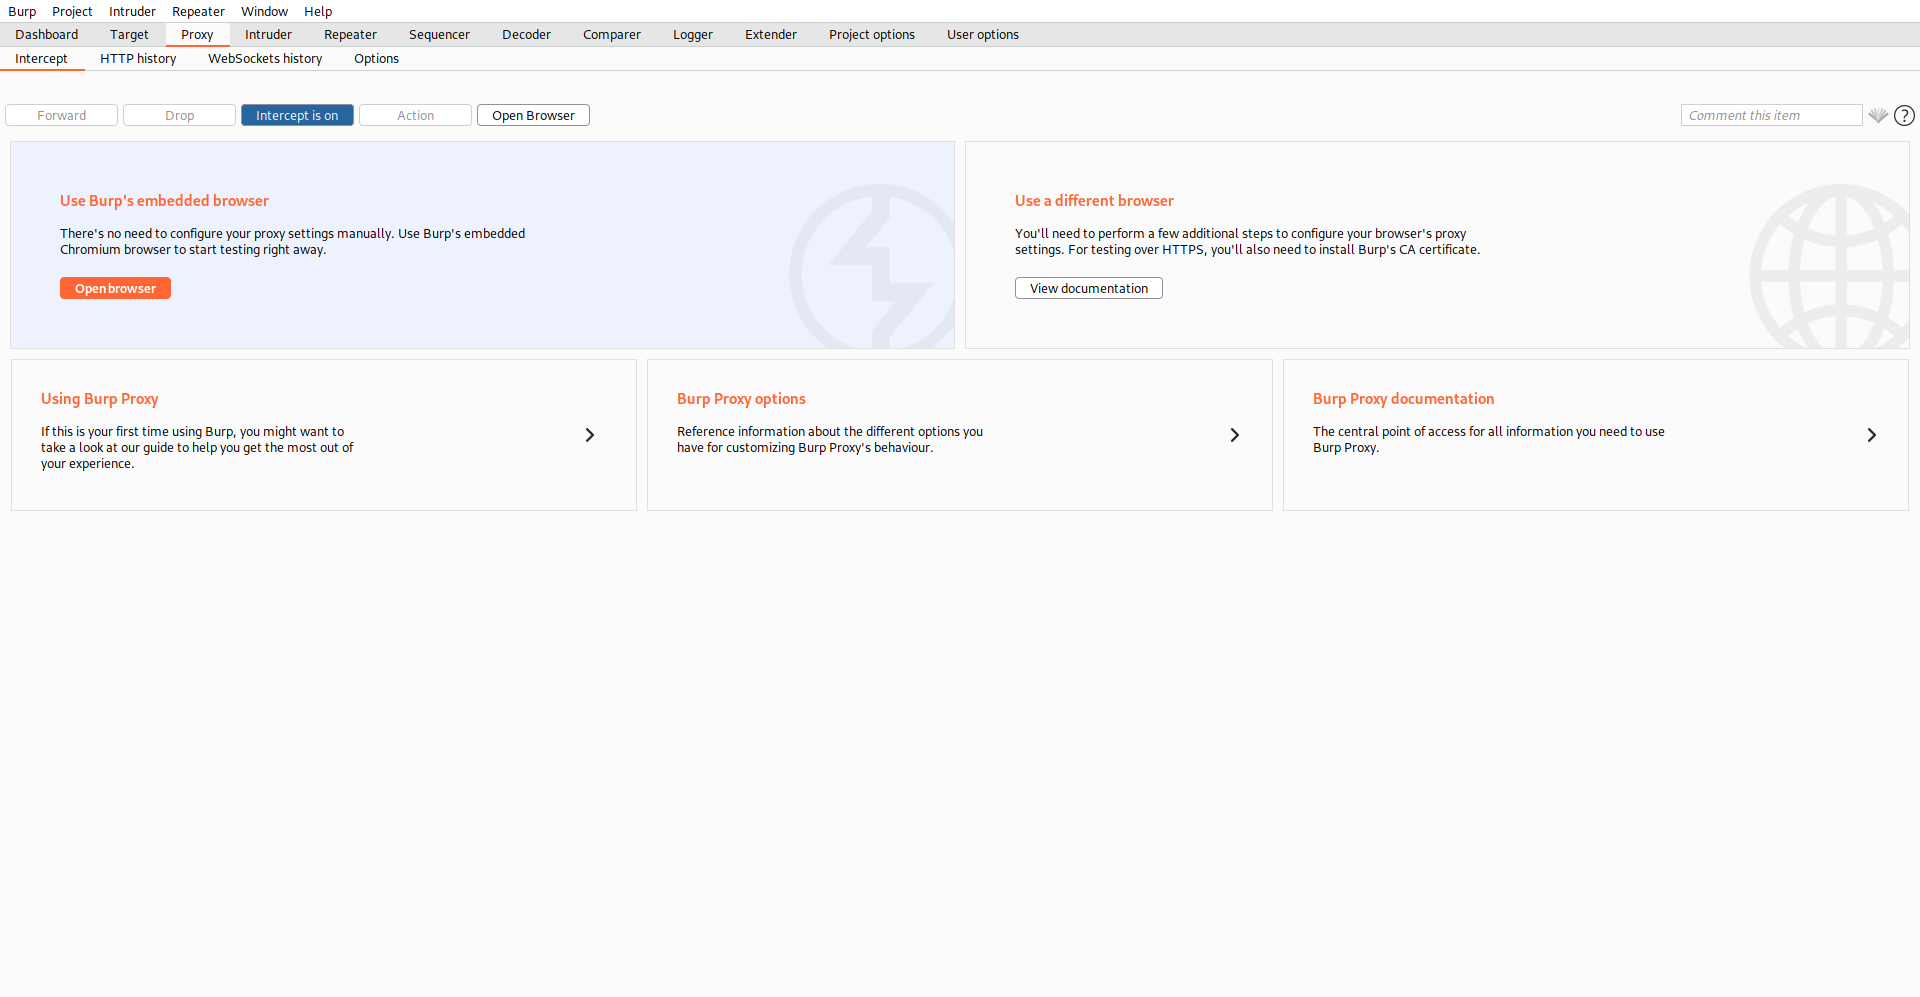 Burp Project Intruder Repeater Window Help
Dashboard Target Proxy Intruder Repeater Sequencer Decoder Comparer Logger Extender Project options User options
Intercept HTTP history WebSockets history Options
Forward Drop Intercept is on Action Open Browser Comment this item ?
Use Burp's embedded browser
There's no need to configure your proxy settings manually. Use Burp's embedded
Chromium browser to start testing right away.
Open browser
Use a different browser
You'll need to perform a few additional steps to configure your browser's proxy
settings. For testing over HTTPS, you'll also need to install Burp's CA certificate.
View documentation
Using Burp Proxy
If this is your first time using Burp, you might want to
take a look at our guide to help you get the most out of
your experience.
Burp Proxy options
Reference information about the different options you
have for customizing Burp Proxy's behaviour.
Burp Proxy documentation
The central point of access for all information you need to use
Burp Proxy.